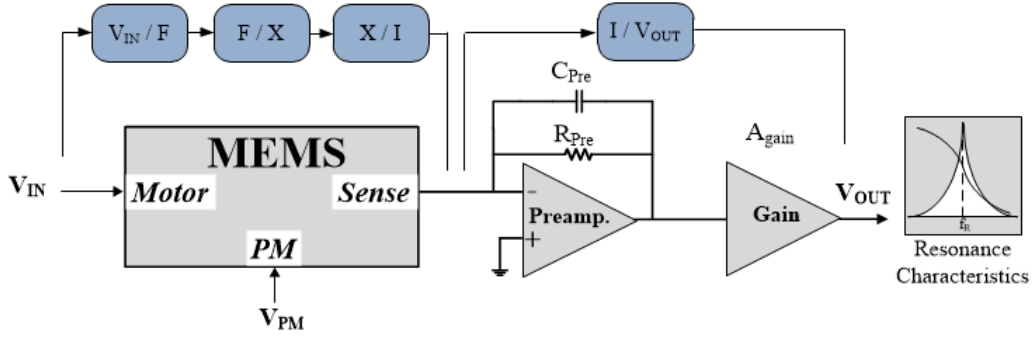 V_IN / F
F / X
X / I
I / V_OUT
C_Pre
R_Pre
A_gain
MEMS
V_IN
Motor
Sense
PM
V_PM
−
+
Preamp.
Gain
V_OUT
f_R
Resonance
Characteristics